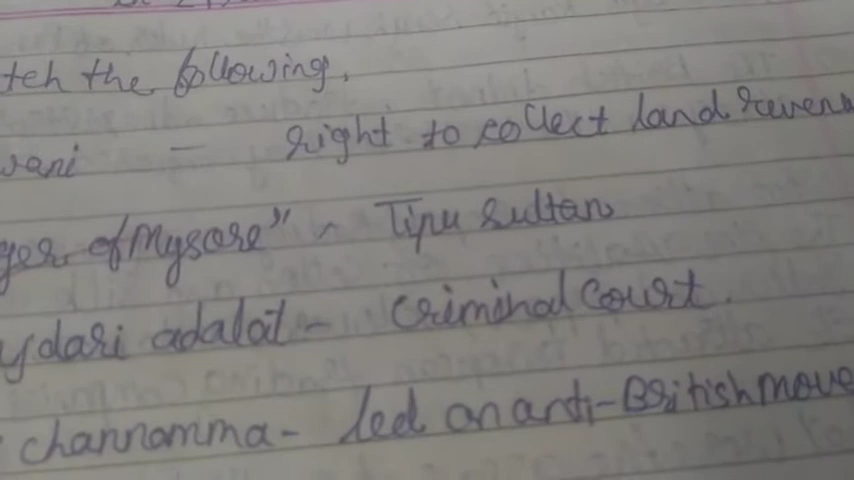 tch the following.
vani - Right to collect land revenu
ger of Mysore" - Tipu Sultan
ydari adalat - Criminal Court.
channamma - led an anti-British move